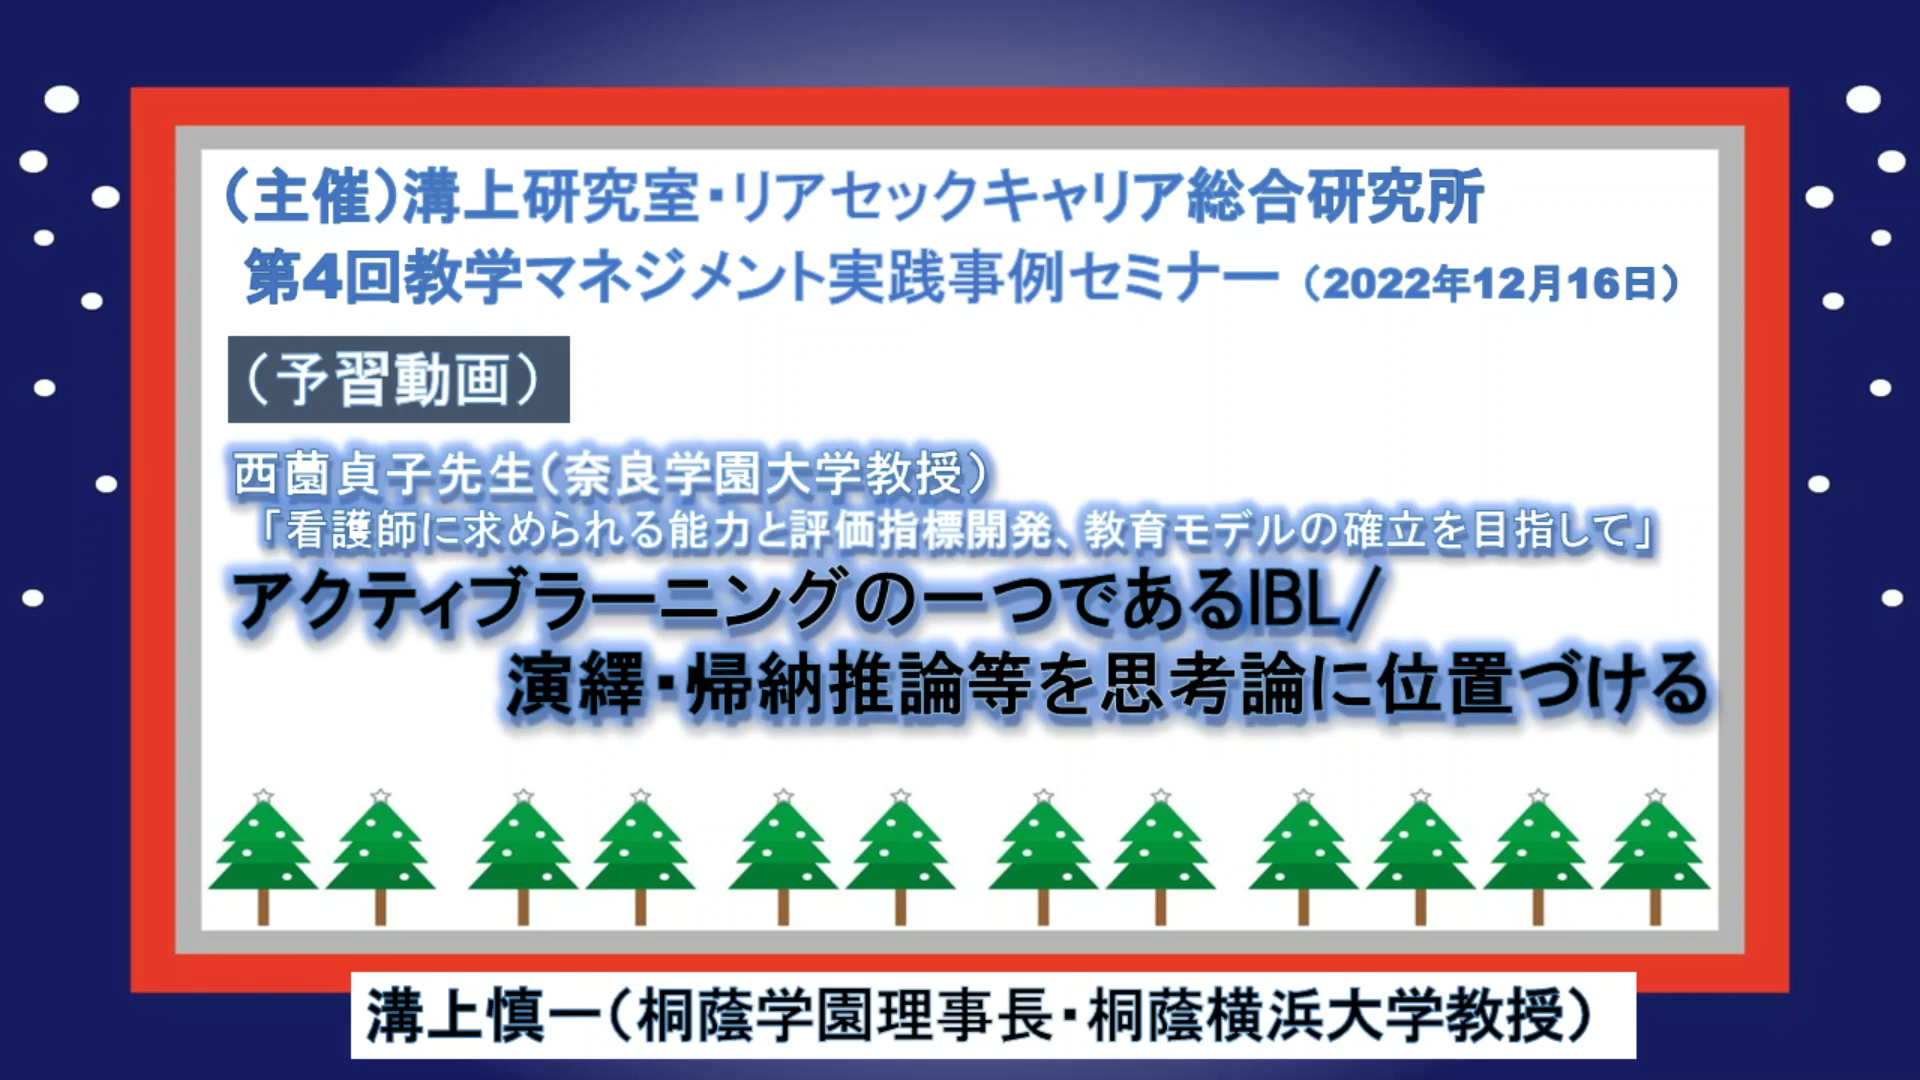 （主催）溝上研究室・リアセックキャリア総合研究所
第4回教学マネジメント実践事例セミナー（2022年12月16日）
（予習動画）
西薗貞子先生（奈良学園大学教授）
「看護師に求められる能力と評価指標開発、教育モデルの確立を目指して」
アクティブラーニングの一つであるIBL/
演繹・帰納推論等を思考論に位置づける
溝上慎一（桐蔭学園理事長・桐蔭横浜大学教授）